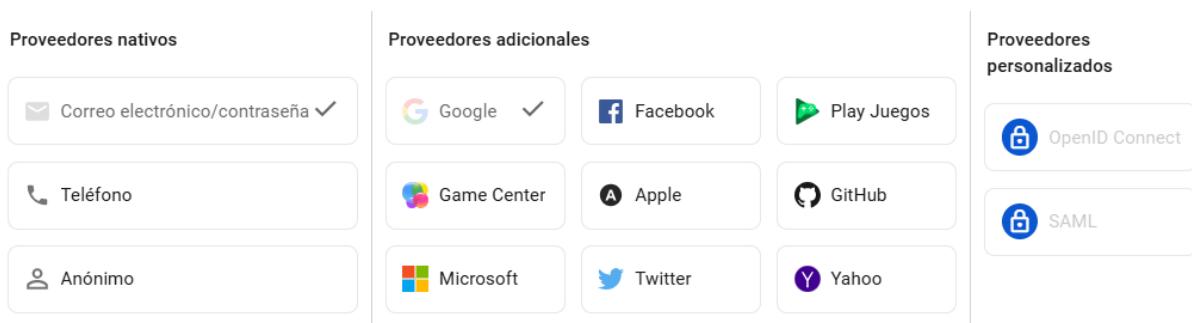 Proveedores nativos
Correo electrónico/contraseña
Teléfono
Anónimo
Proveedores adicionales
Google
Facebook
Play Juegos
Game Center
Apple
GitHub
Microsoft
Twitter
Yahoo
Proveedores
personalizados
OpenID Connect
SAML